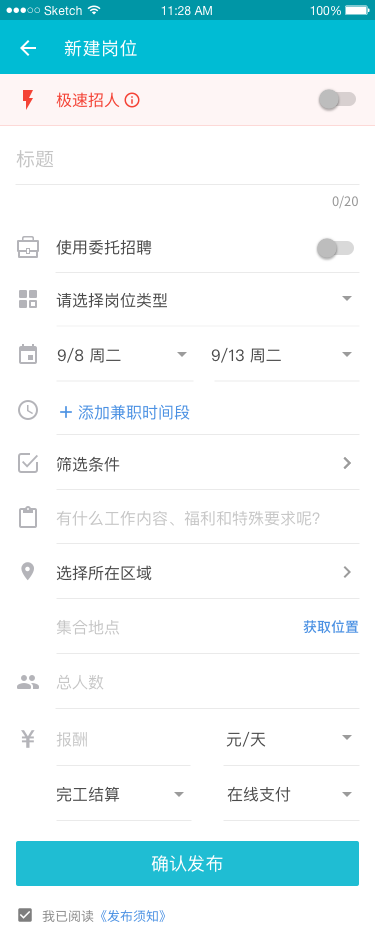 Sketch 11:28 AM 100%
新建岗位
极速招人
标题
0/20
使用委托招聘
请选择岗位类型
9/8 周二 9/13 周二
+ 添加兼职时间段
筛选条件
有什么工作内容、福利和特殊要求呢?
选择所在区域
集合地点 获取位置
总人数
¥ 报酬 元/天
完工结算 在线支付
确认发布
我已阅读《发布须知》